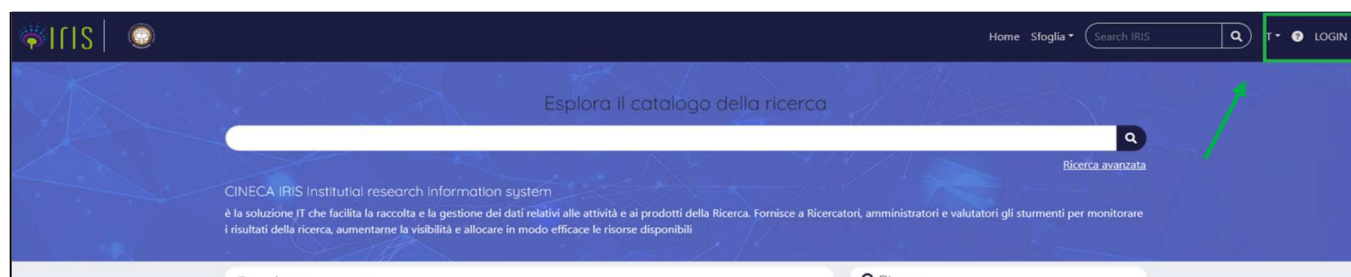 IRIS
Home Sfoglia Search IRIS T LOGIN
Esplora il catalogo della ricerca
Ricerca avanzata
CINECA IRIS Institutial research information system
è la soluzione IT che facilita la raccolta e la gestione dei dati relativi alle attività e ai prodotti della Ricerca. Fornisce a Ricercatori, amministratori e valutatori gli sturmenti per monitorare
i risultati della ricerca, aumentarne la visibilità e allocare in modo efficace le risorse disponibili